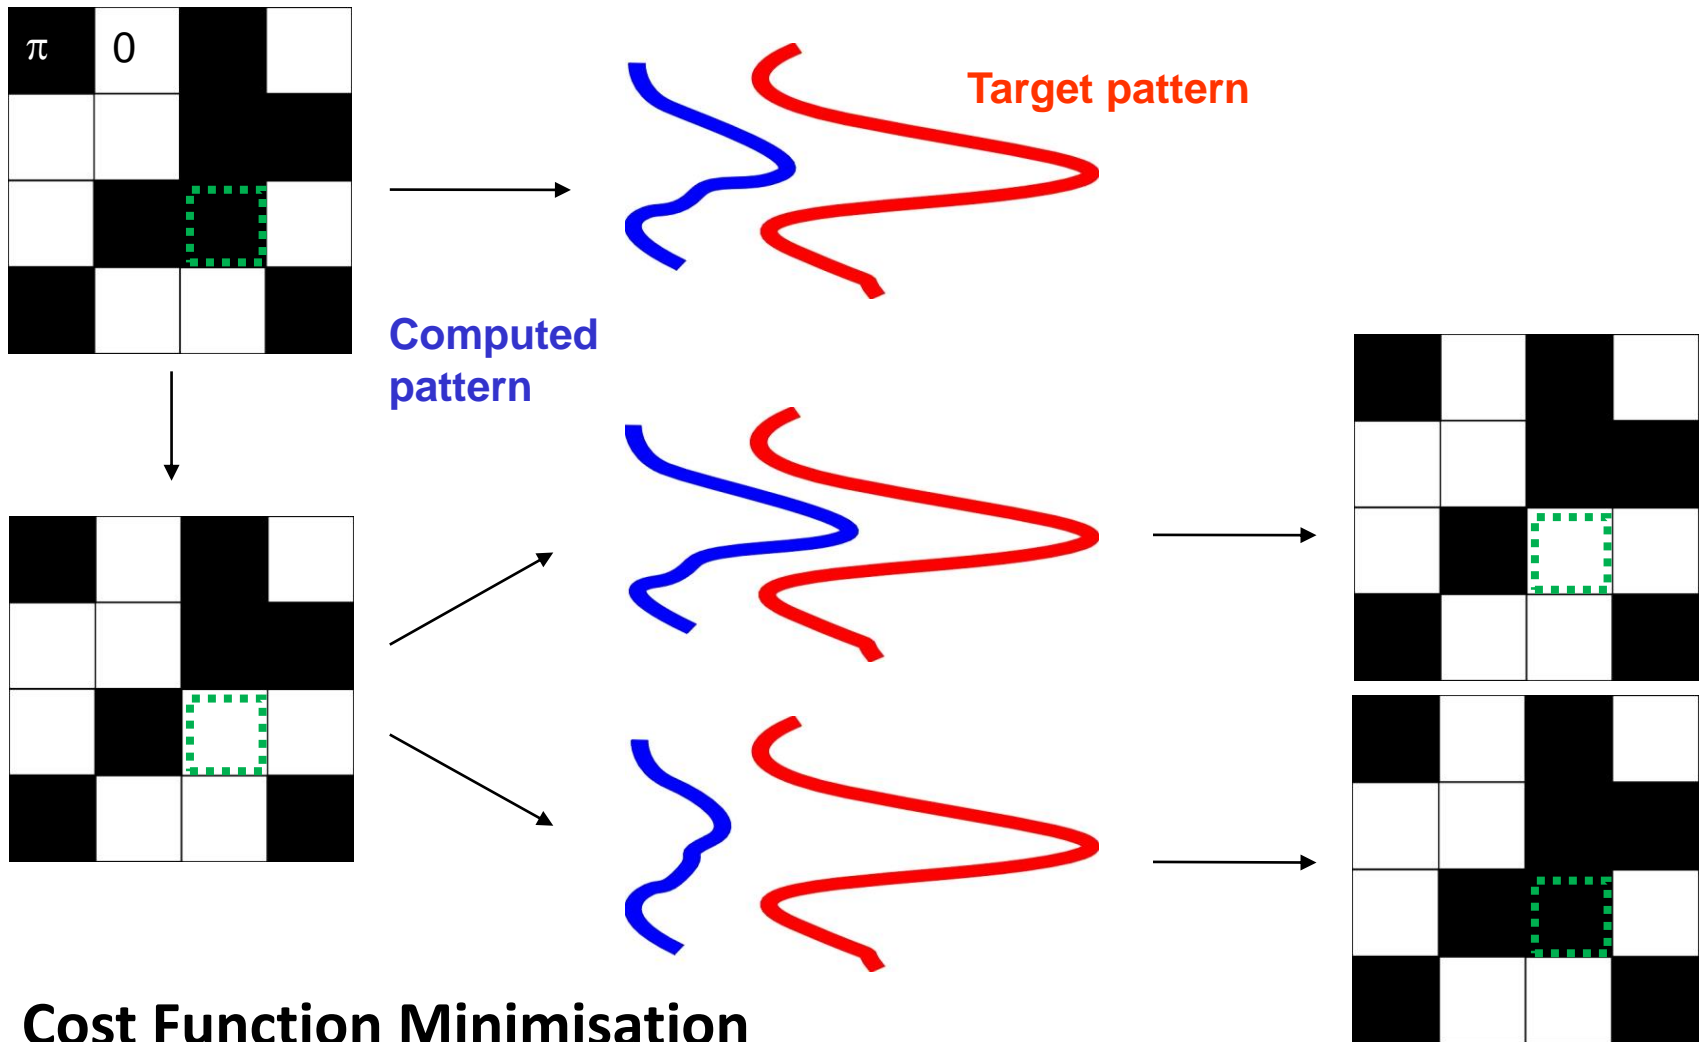 π 0
Target pattern
Computed
pattern
Cost Function Minimisation